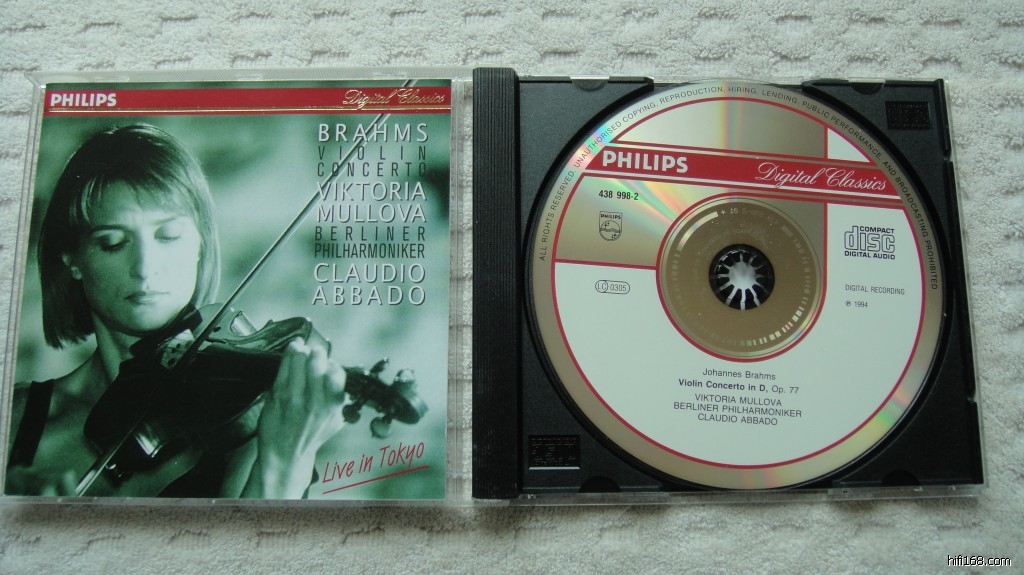 PHILIPS
Digital Classics
BRAHMS
VIOLIN
CONCERTO
VIKTORIA
MULLOVA
BERLINER
PHILHARMONIKER
CLAUDIO
ABBADO
Live in Tokyo
ALL RIGHTS RESERVED. UNAUTHORISED COPYING, REPRODUCTION, HIRING, LENDING, PUBLIC PERFORMANCE, AND BROADCASTING PROHIBITED
PHILIPS
Digital Classics
438 998-2
PHILIPS
COMPACT
disc
DIGITAL AUDIO
LC 0305
DIGITAL RECORDING
℗ 1994
Johannes Brahms
Violin Concerto in D, Op. 77
VIKTORIA MULLOVA
BERLINER PHILHARMONIKER
CLAUDIO ABBADO
hifi168.com